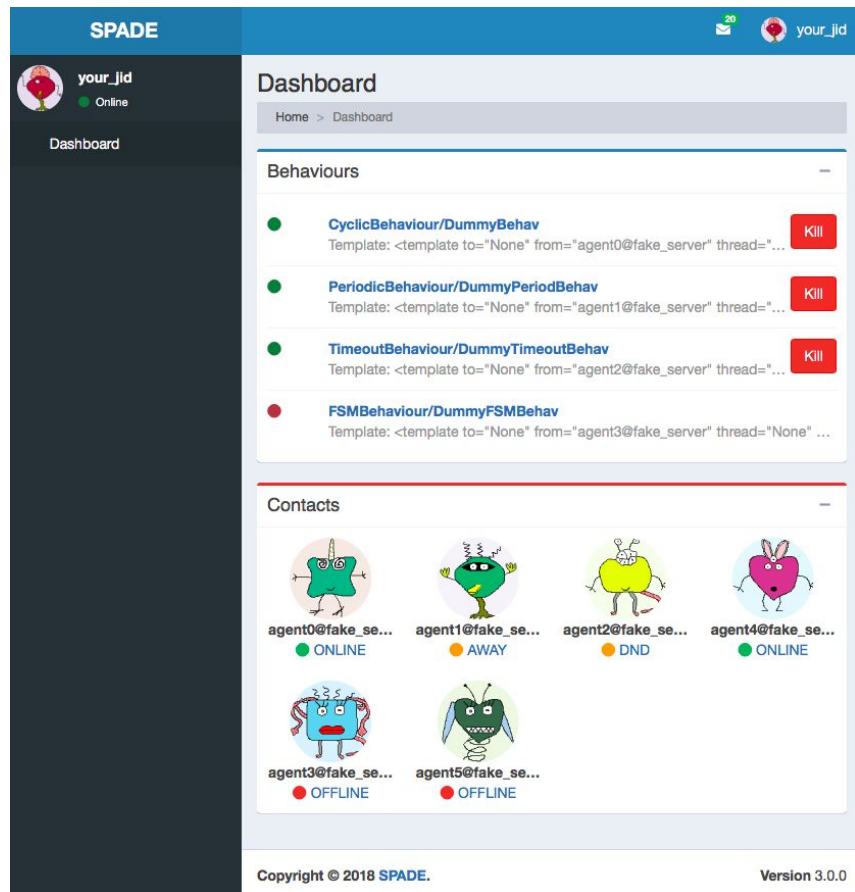 SPADE
20
your_jid
your_jid
Online
Dashboard
Dashboard
Home > Dashboard
Behaviours
CyclicBehaviour/DummyBehav
Template: <template to="None" from="agent0@fake_server" thread="...
Kill
PeriodicBehaviour/DummyPeriodBehav
Template: <template to="None" from="agent1@fake_server" thread="...
Kill
TimeoutBehaviour/DummyTimeoutBehav
Template: <template to="None" from="agent2@fake_server" thread="...
Kill
FSMBehaviour/DummyFSMBehav
Template: <template to="None" from="agent3@fake_server" thread="None" ...
Contacts
agent0@fake_se... agent1@fake_se... agent2@fake_se... agent4@fake_se...
ONLINE AWAY DND ONLINE
agent3@fake_se... agent5@fake_se...
OFFLINE OFFLINE
Copyright © 2018 SPADE. Version 3.0.0